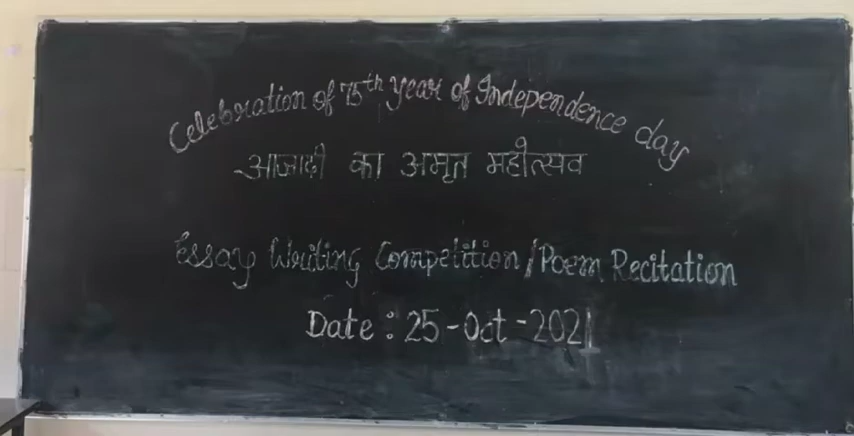 Celebration of 75th year of Independence day
आजादी का अमृत महोत्सव
Essay Writing Competition/Poem Recitation
Date : 25-Oct-2021